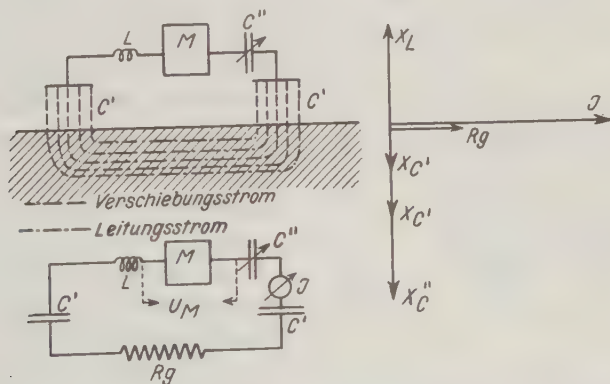 L
M
C"
C'
C'
Verschiebungsstrom
Leitungsstrom
L
M
C"
U_M
J
C'
C'
Rg
X_L
J
Rg
X_C'
X_C'
X_C"